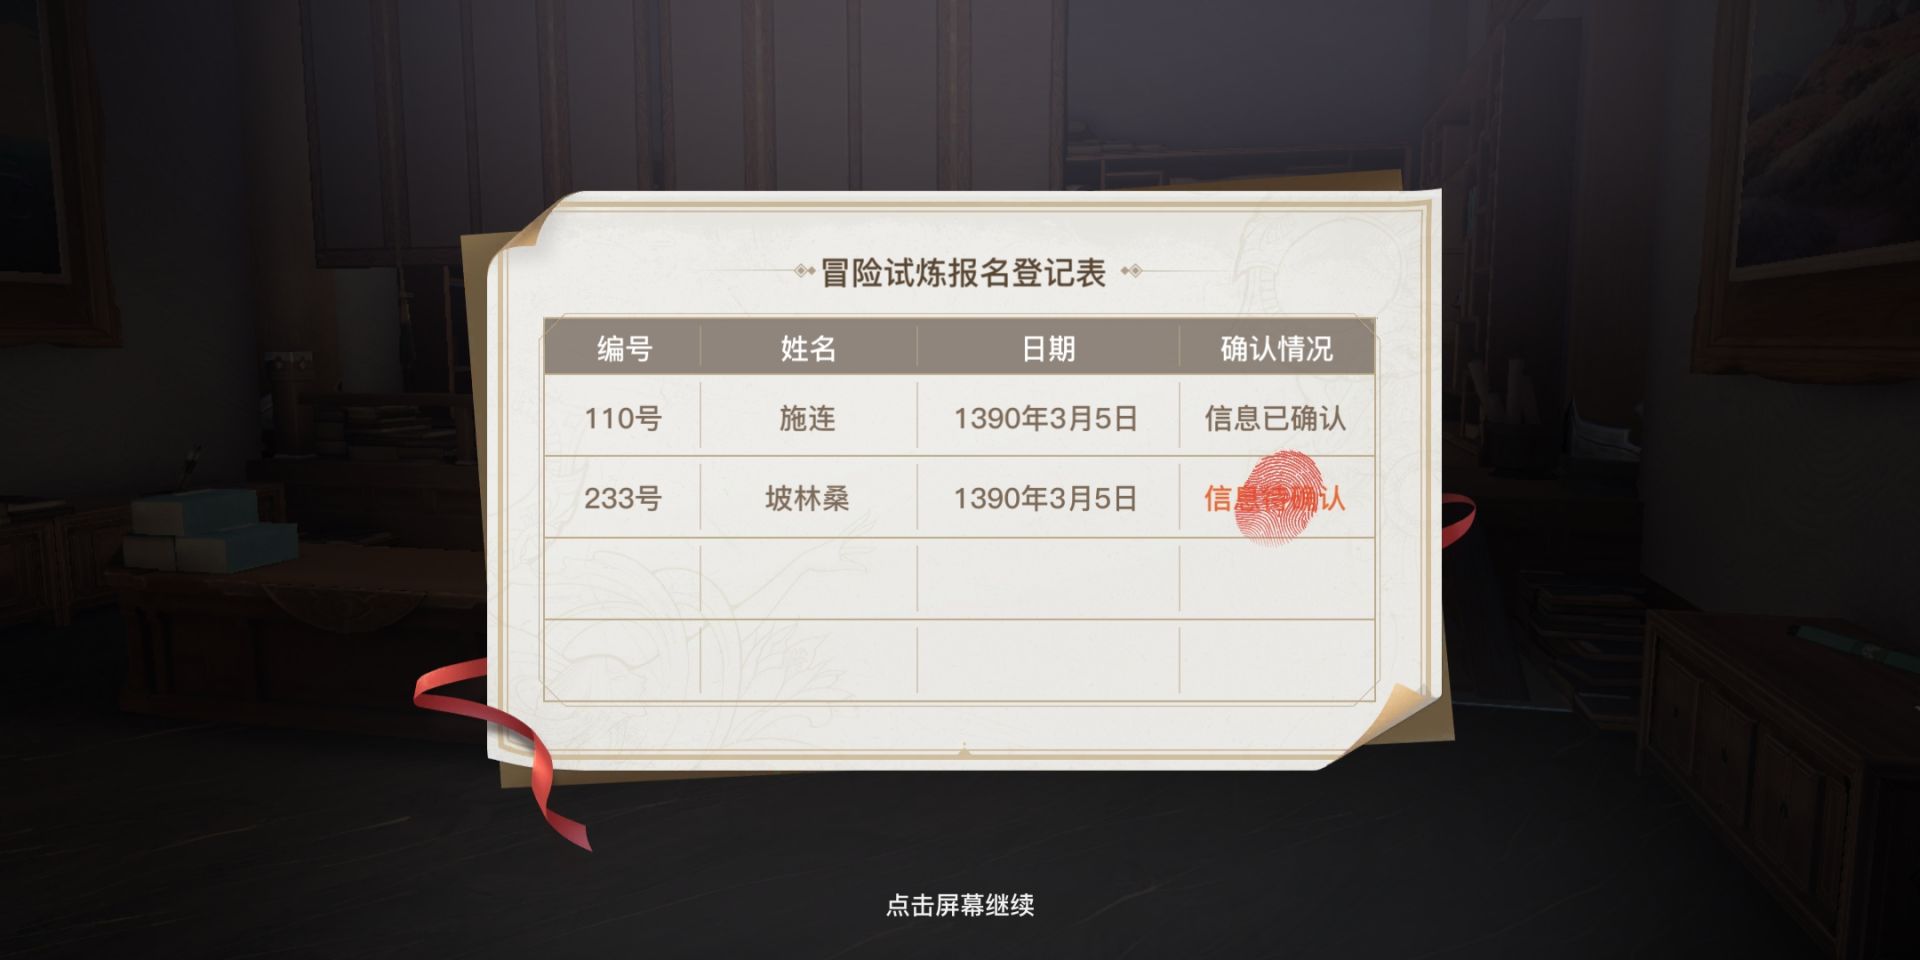 冒险试炼报名登记表
编号 姓名 日期 确认情况
110号 施连 1390年3月5日 信息已确认
233号 坡林桑 1390年3月5日 信息待确认
点击屏幕继续